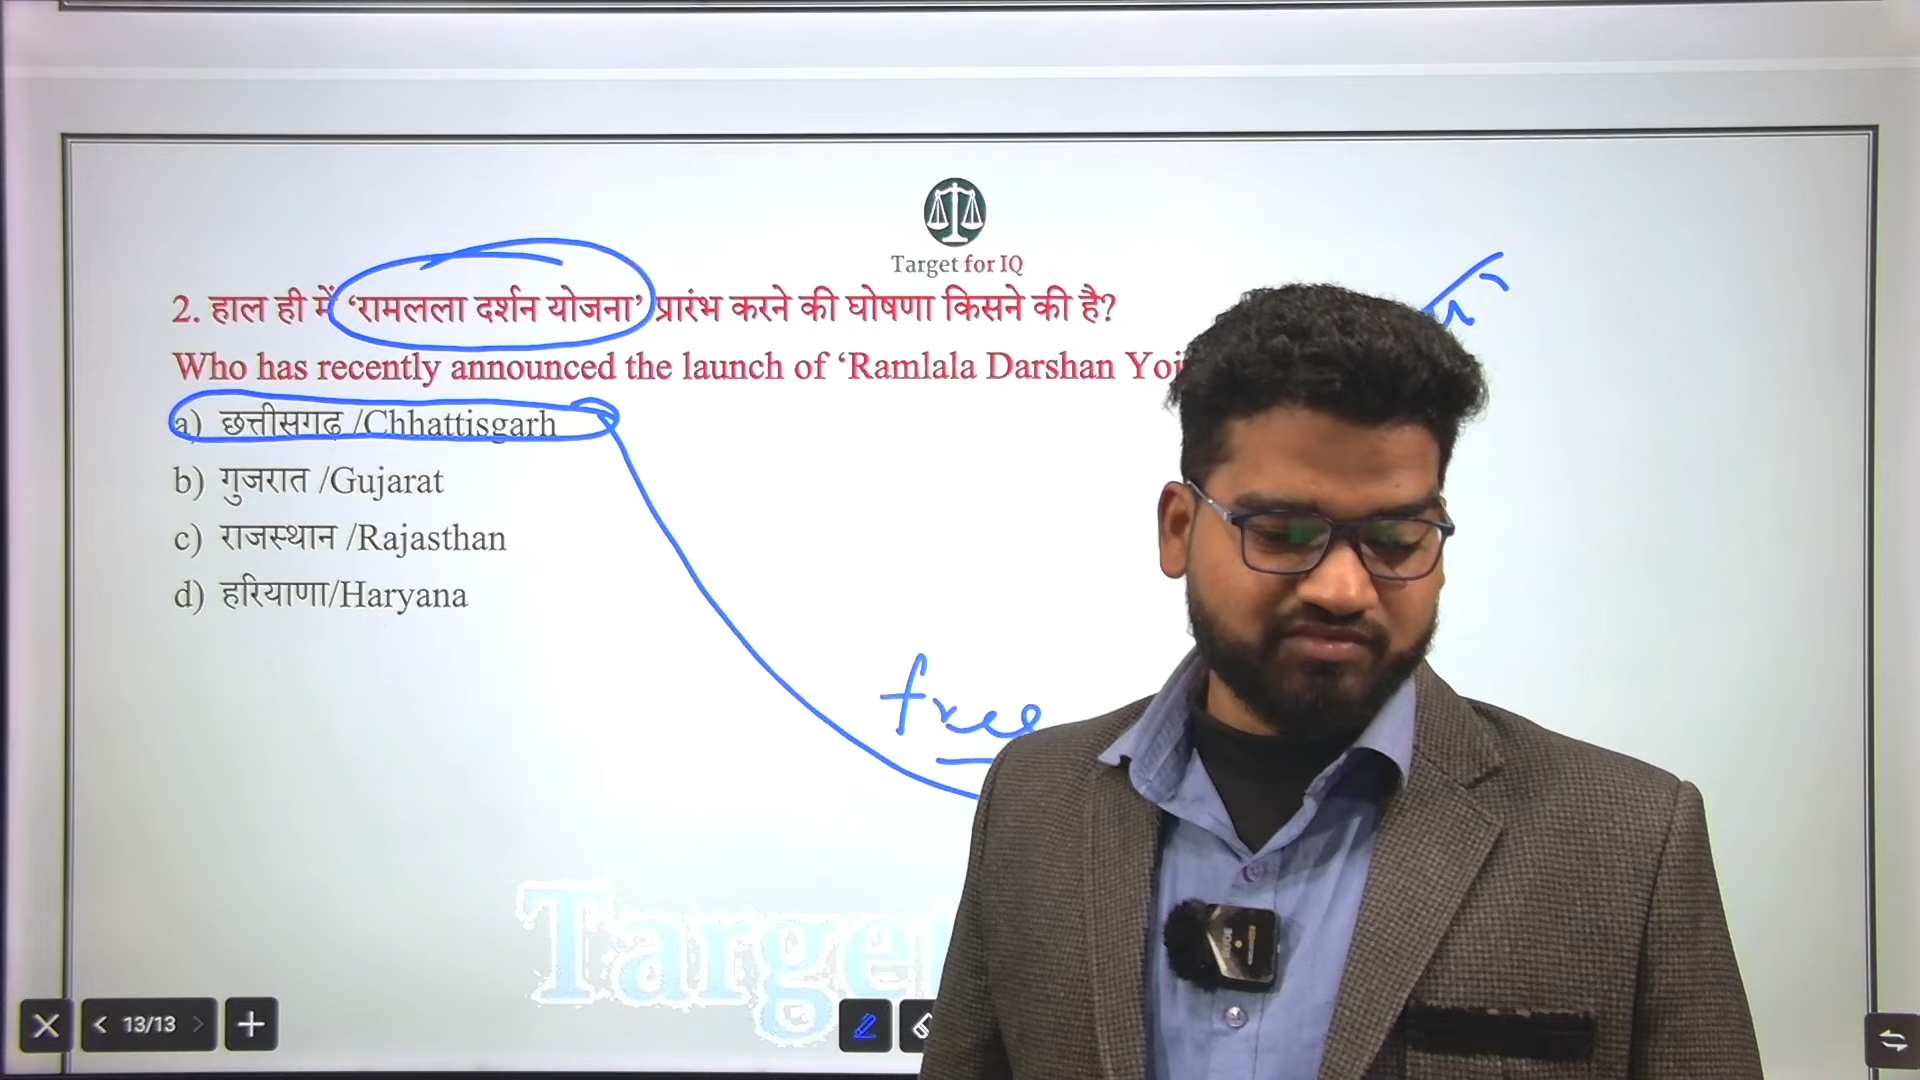 Target for IQ
2. हाल ही में ‘रामलला दर्शन योजना’ प्रारंभ करने की घोषणा किसने की है?
Who has recently announced the launch of ‘Ramlala Darshan
a) छत्तीसगढ़ /Chhattisgarh
b) गुजरात /Gujarat
c) राजस्थान /Rajasthan
d) हरियाणा/Haryana
free
Target
13/13